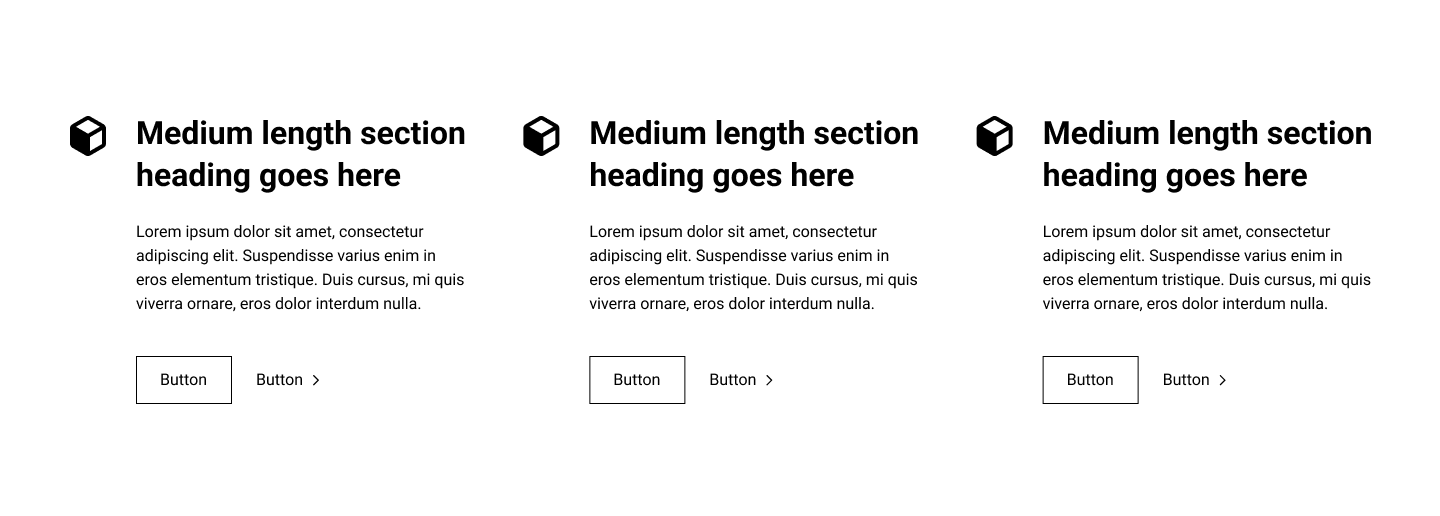 Medium length section
heading goes here
Lorem ipsum dolor sit amet, consectetur
adipiscing elit. Suspendisse varius enim in
eros elementum tristique. Duis cursus, mi quis
viverra ornare, eros dolor interdum nulla.
Button
Button
Medium length section
heading goes here
Lorem ipsum dolor sit amet, consectetur
adipiscing elit. Suspendisse varius enim in
eros elementum tristique. Duis cursus, mi quis
viverra ornare, eros dolor interdum nulla.
Button
Button
Medium length section
heading goes here
Lorem ipsum dolor sit amet, consectetur
adipiscing elit. Suspendisse varius enim in
eros elementum tristique. Duis cursus, mi quis
viverra ornare, eros dolor interdum nulla.
Button
Button